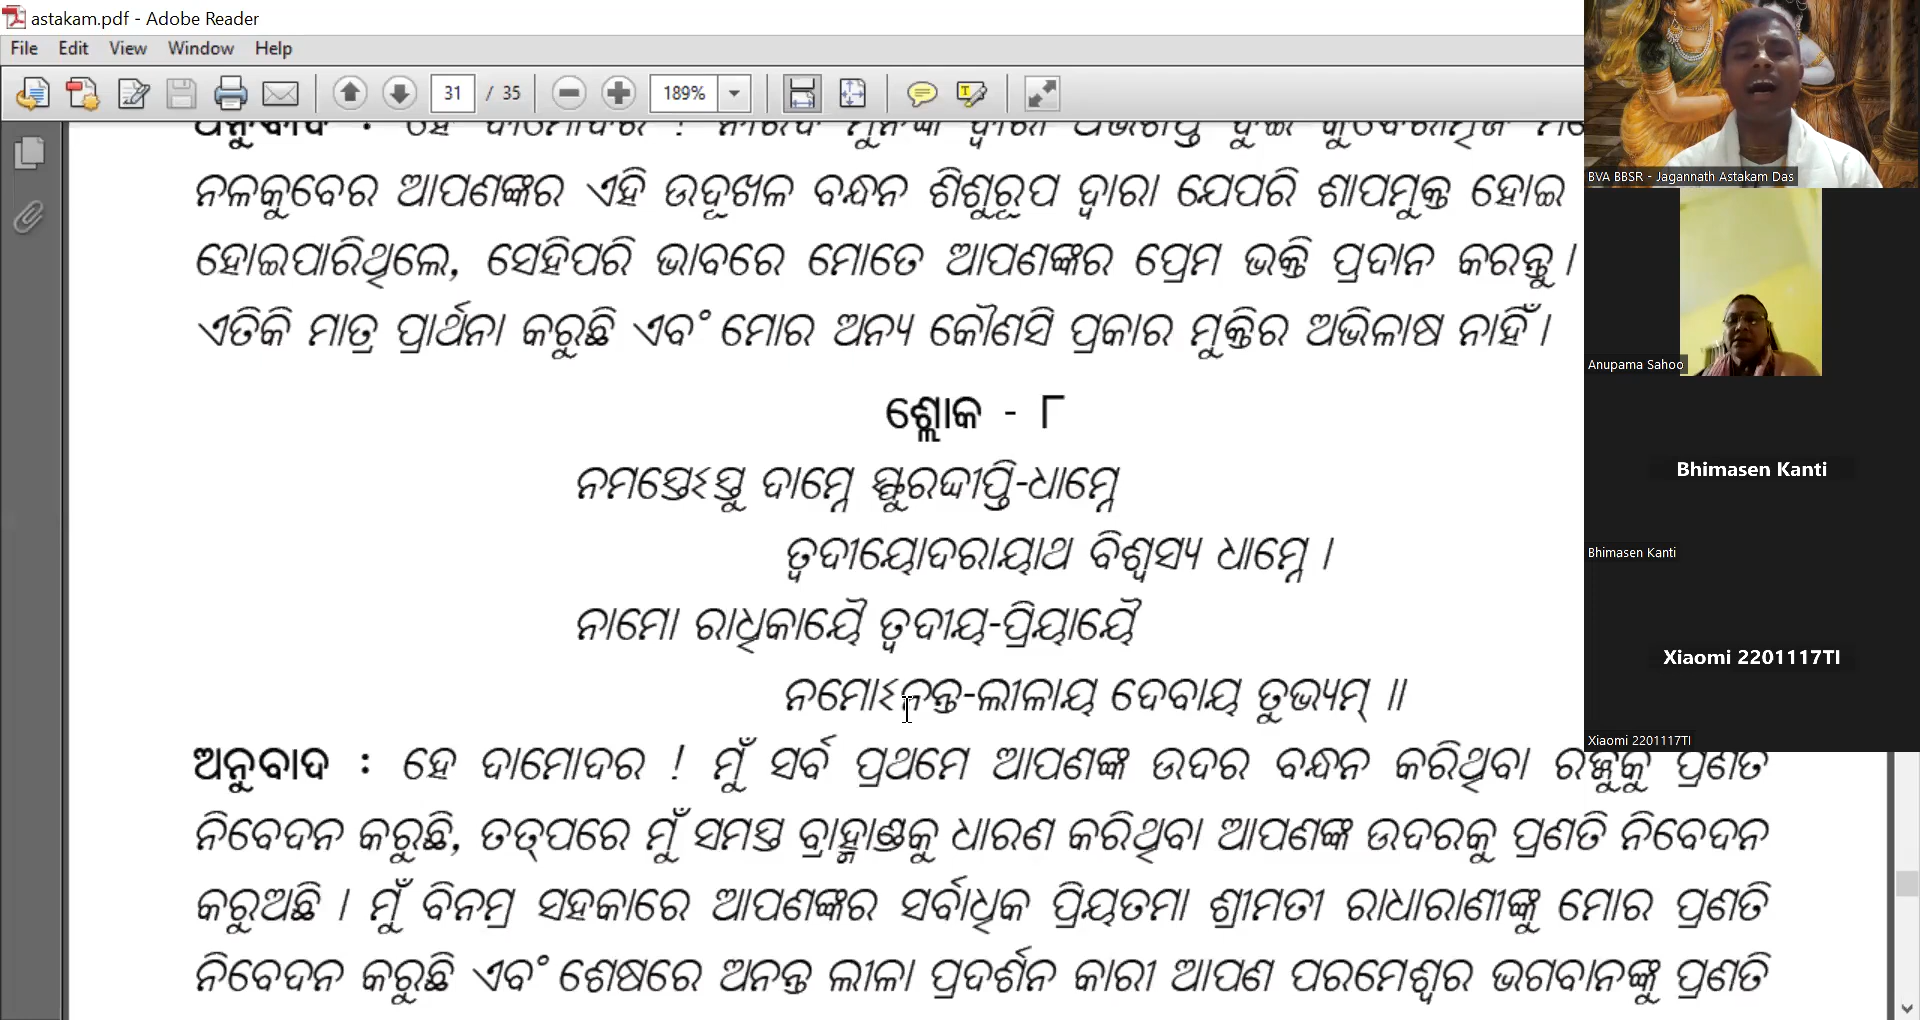 astakam.pdf - Adobe Reader
File Edit View Window Help
31 / 35 189%
ଅନୁବାଦ : ହେ ଦାମୋଦର ! ନାରଦ ମୁନିଙ୍କ ଦ୍ୱାରା ଅଭିଶପ୍ତ ଦୁଇ
ନଳକୁବେର ଆପଣଙ୍କର ଏହି ଉଦୂଖଳ ବନ୍ଧନ ଶିଶୁରୂପ ଦ୍ୱାରା ଯେପରି ଶାପମୁକ୍ତ ହୋଇ
ହୋଇପାରିଥିଲେ, ସେହିପରି ଭାବରେ ମୋତେ ଆପଣଙ୍କର ପ୍ରେମ ଭକ୍ତି ପ୍ରଦାନ କରନ୍ତୁ ।
ଏତିକି ମାତ୍ର ପ୍ରାର୍ଥନା କରୁଛି ଏବଂ ମୋର ଅନ୍ୟ କୌଣସି ପ୍ରକାର ମୁକ୍ତିର ଅଭିଳାଷ ନାହିଁ ।
ଶ୍ଲୋକ - ୮
ନମସ୍ତେଽସ୍ତୁ ଦାମ୍ନେ ସ୍ଫୁରଦ୍ଦୀପ୍ତି-ଧାମ୍ନେ
ତ୍ୱଦୀୟୋଦରାୟାଥ ବିଶ୍ୱସ୍ୟ ଧାମ୍ନେ ।
ନାମୋ ରାଧିକାୟୈ ତ୍ୱଦୀୟ-ପ୍ରିୟାୟୈ
ନମୋଽନନ୍ତ-ଲୀଳାୟ ଦେବାୟ ତୁଭ୍ୟମ୍ ॥
ଅନୁବାଦ : ହେ ଦାମୋଦର ! ମୁଁ ସର୍ବ ପ୍ରଥମେ ଆପଣଙ୍କ ଉଦର ବନ୍ଧନ କରିଥିବା ରଜ୍ଜୁକୁ ପ୍ରଣତି
ନିବେଦନ କରୁଛି, ତତ୍‌ପରେ ମୁଁ ସମସ୍ତ ବ୍ରାହ୍ମାଣ୍ଡକୁ ଧାରଣ କରିଥିବା ଆପଣଙ୍କ ଉଦରକୁ ପ୍ରଣତି ନିବେଦନ
କରୁଅଛି । ମୁଁ ବିନମ୍ର ସହକାରେ ଆପଣଙ୍କର ସର୍ବାଧିକ ପ୍ରିୟତମା ଶ୍ରୀମତୀ ରାଧାରାଣୀଙ୍କୁ ମୋର ପ୍ରଣତି
ନିବେଦନ କରୁଛି ଏବଂ ଶେଷରେ ଅନନ୍ତ ଲୀଳା ପ୍ରଦର୍ଶନ କାରୀ ଆପଣ ପରମେଶ୍ୱର ଭଗବାନଙ୍କୁ ପ୍ରଣତି
BVA BBSR - Jagannath Astakam Das
Anupama Sahoo
Bhimasen Kanti
Bhimasen Kanti
Xiaomi 2201117TI
Xiaomi 2201117TI